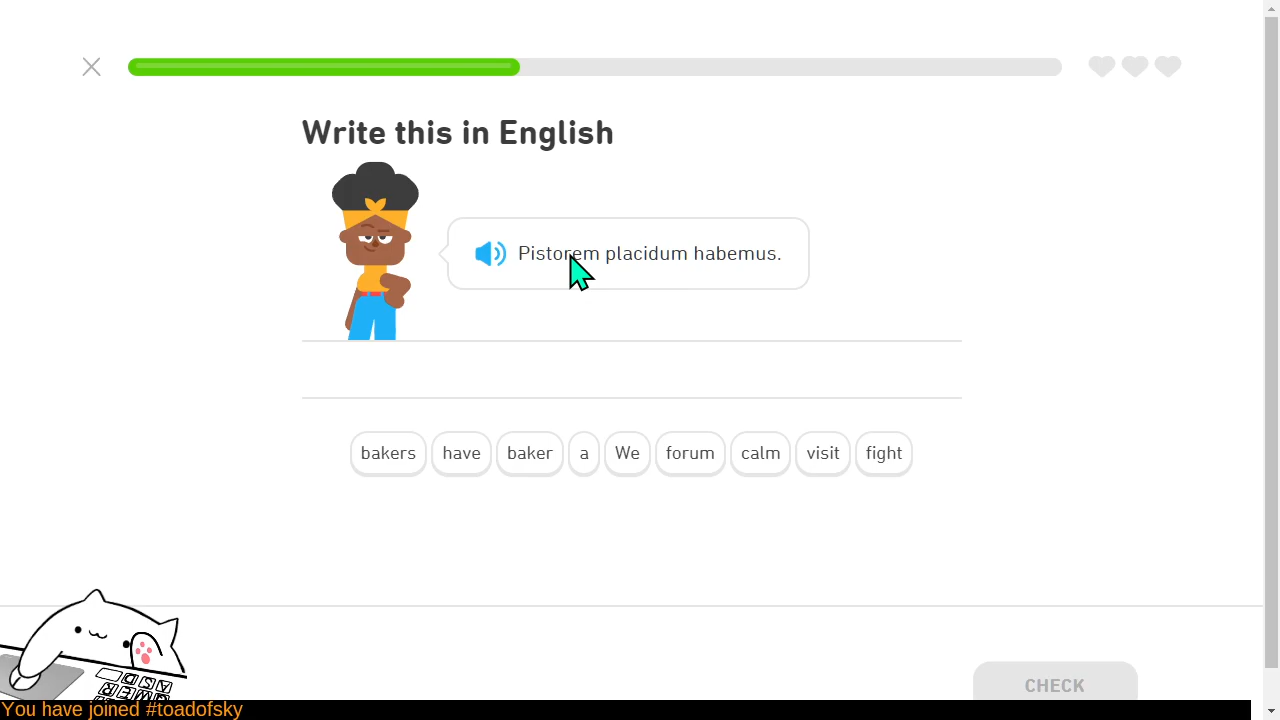 Write this in English
Pistorem placidum habemus.
bakers have baker a We forum calm visit fight
CHECK
You have joined #toadofsky